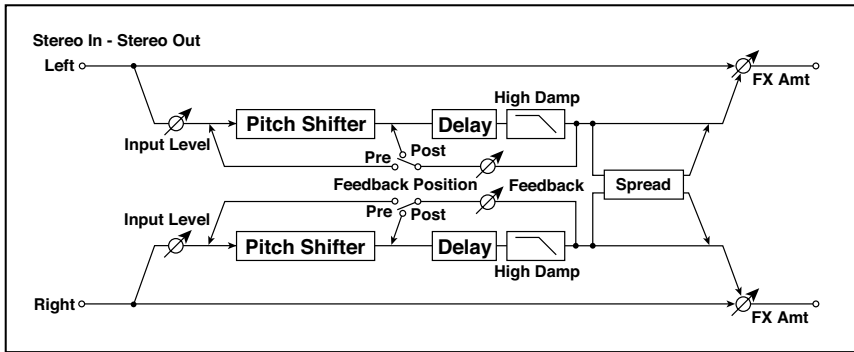 Stereo In - Stereo Out
Left
FX Amt
High Damp
Pitch Shifter
Delay
Input Level
Post
Pre
Feedback Position
Feedback
Spread
Input Level
Pre
Post
Pitch Shifter
Delay
High Damp
Right
FX Amt